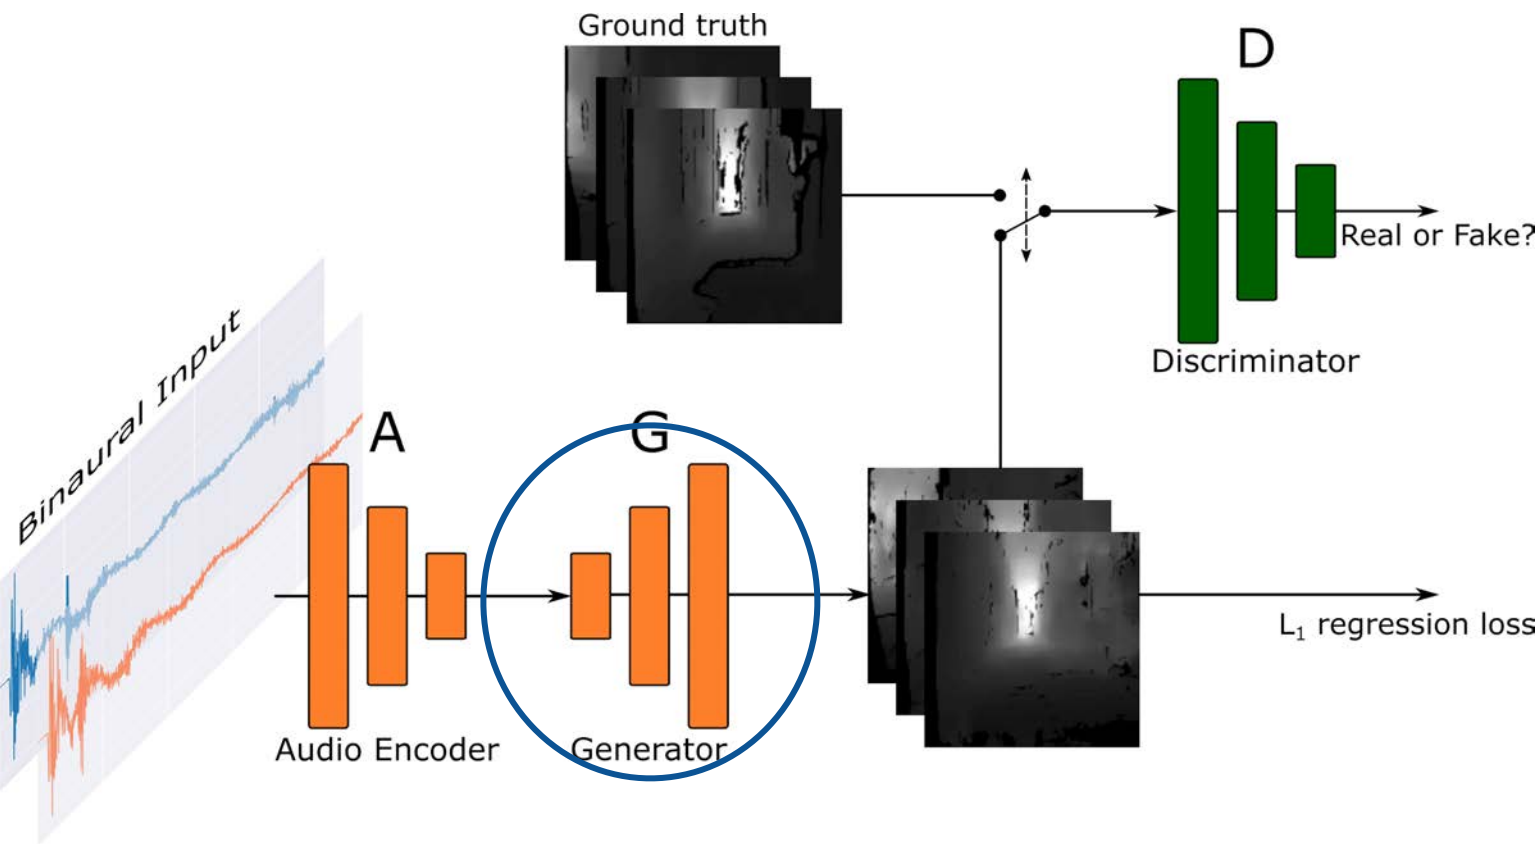 Ground truth
D
Real or Fake?
Discriminator
Binaural Input
A
G
Audio Encoder
Generator
L₁ regression loss